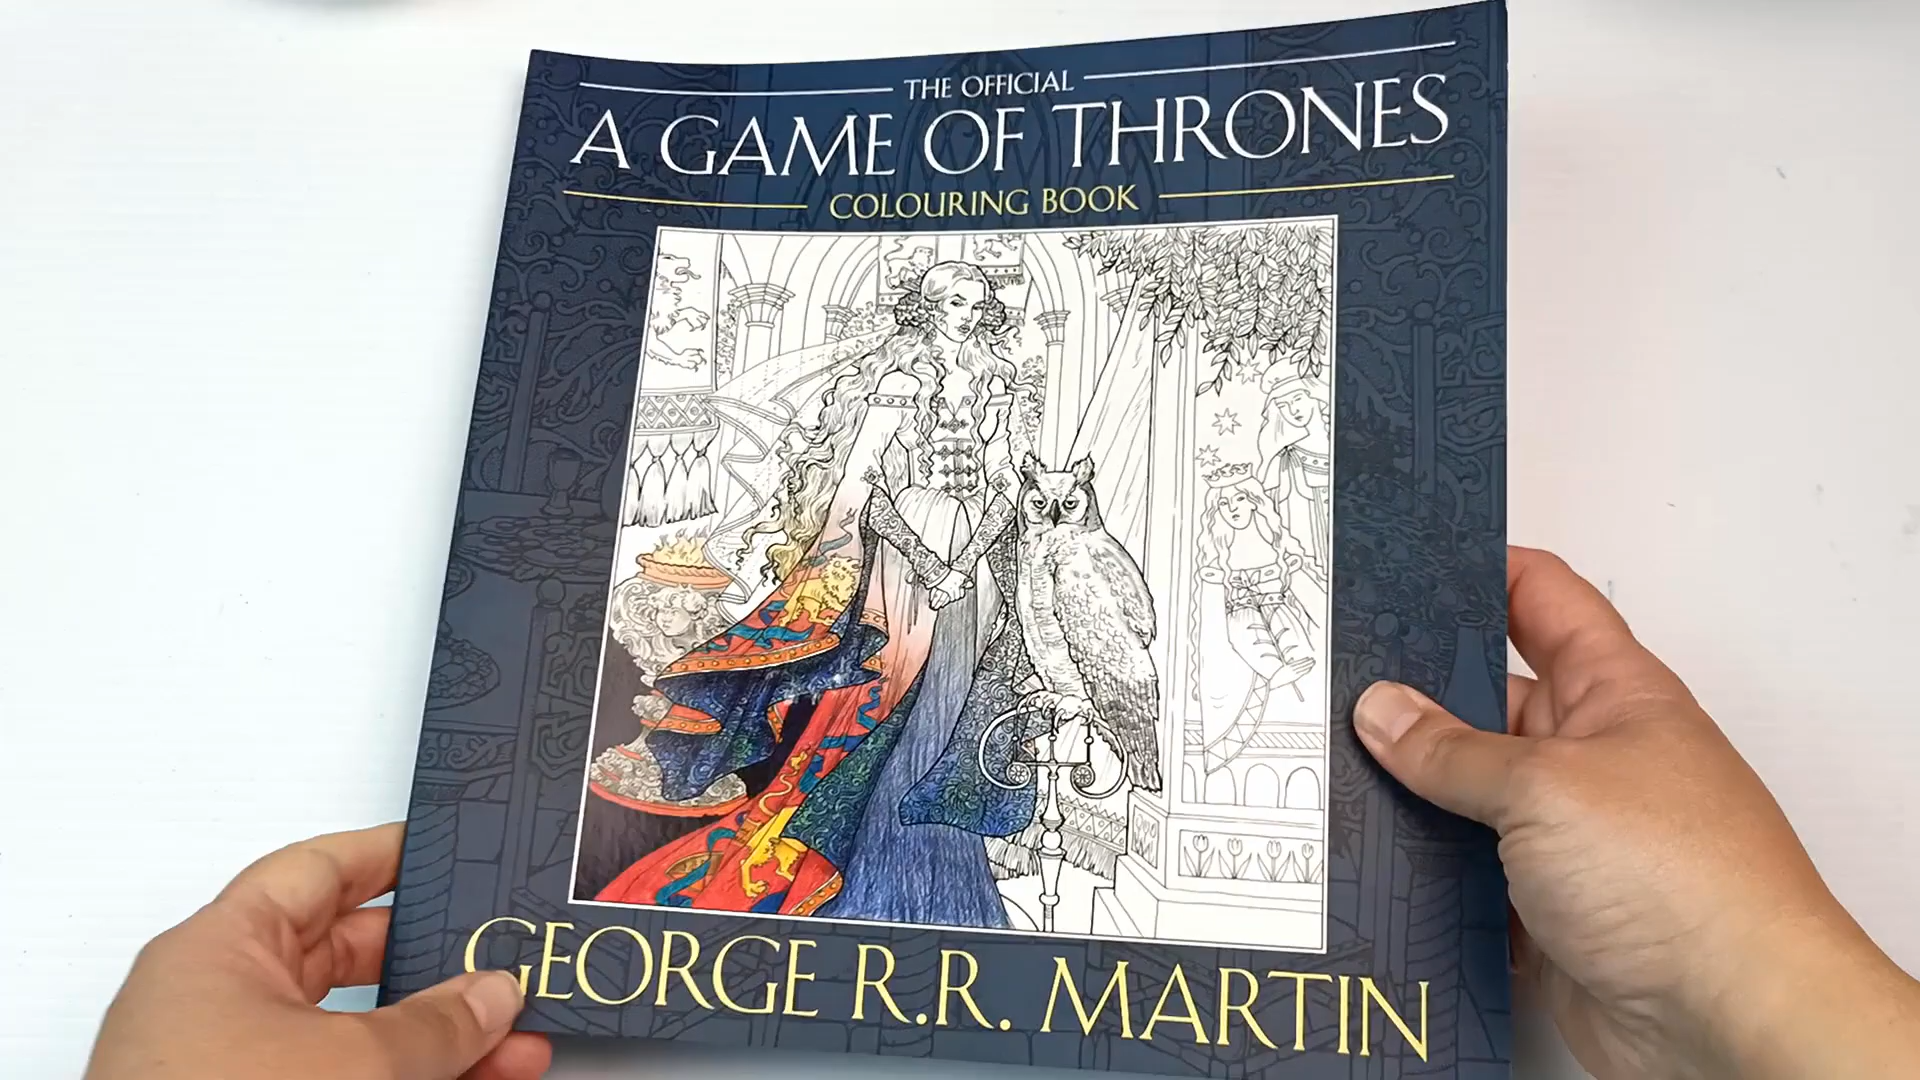 THE OFFICIAL
A GAME OF THRONES
COLOURING BOOK
GEORGE R.R. MARTIN